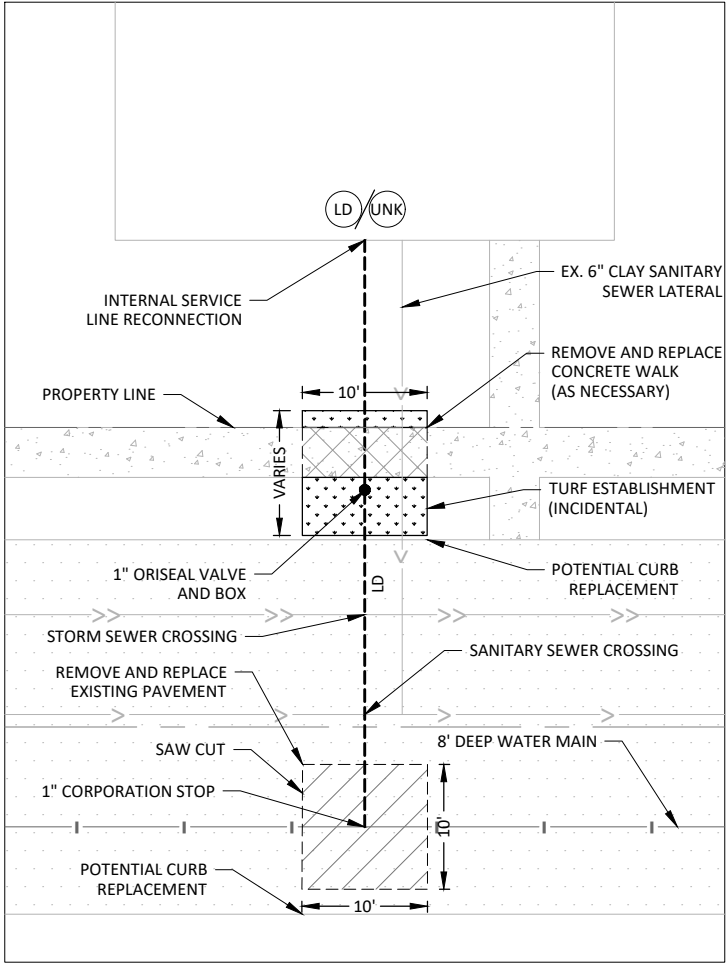 LD
/
UNK
INTERNAL SERVICE
LINE RECONNECTION
EX. 6" CLAY SANITARY
SEWER LATERAL
REMOVE AND REPLACE
CONCRETE WALK
(AS NECESSARY)
PROPERTY LINE
10'
VARIES
TURF ESTABLISHMENT
(INCIDENTAL)
1" ORISEAL VALVE
AND BOX
LD
POTENTIAL CURB
REPLACEMENT
STORM SEWER CROSSING
SANITARY SEWER CROSSING
REMOVE AND REPLACE
EXISTING PAVEMENT
SAW CUT
8' DEEP WATER MAIN
1" CORPORATION STOP
10'
POTENTIAL CURB
REPLACEMENT
10'